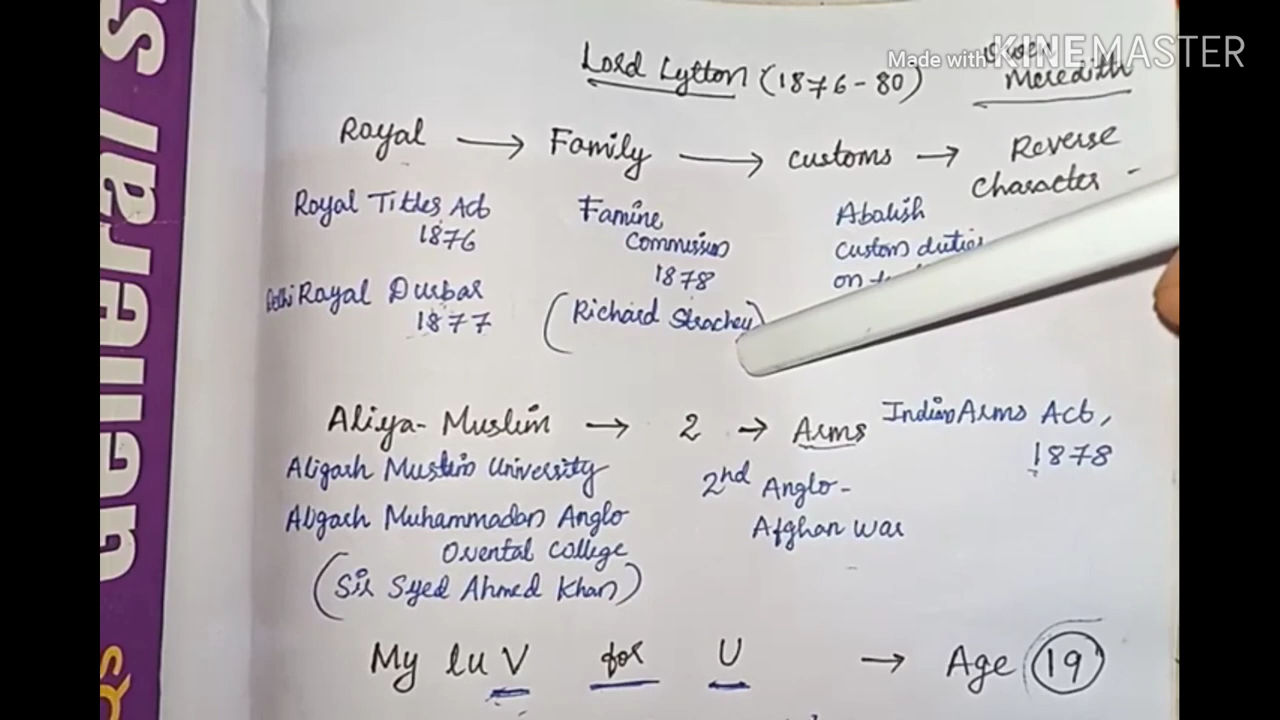 General S
Made with KINEMASTER
Lord Lytton (1876-80)
Meredith
Royal → Family → customs → Reverse
Character -
Royal Titles Act
1876
Delhi Royal Durbar
1877
Famine
Commission
1878
(Richard Strachey)
Abolish
custom duties
on
Aliya-Muslim → 2 → Arms
Indian Arms Act,
1878
Aligarh Muslim University
Aligarh Muhammadan Anglo
Oriental College
(Sir Syed Ahmed Khan)
2nd Anglo-
Afghan war
My luV for U → Age 19